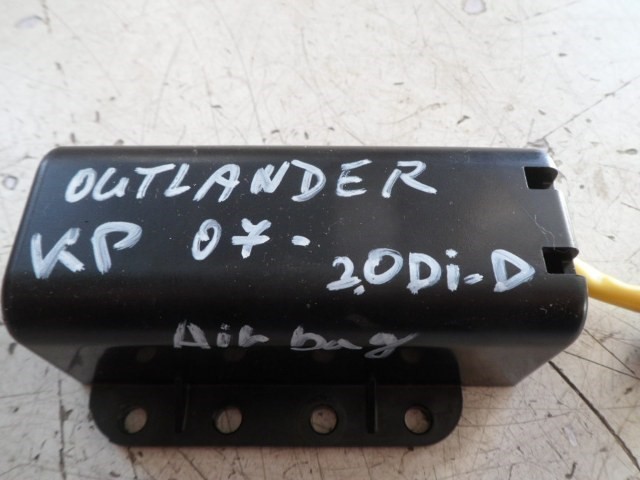 OUTLANDER
KP 07-
2.0Di-D
Air bag